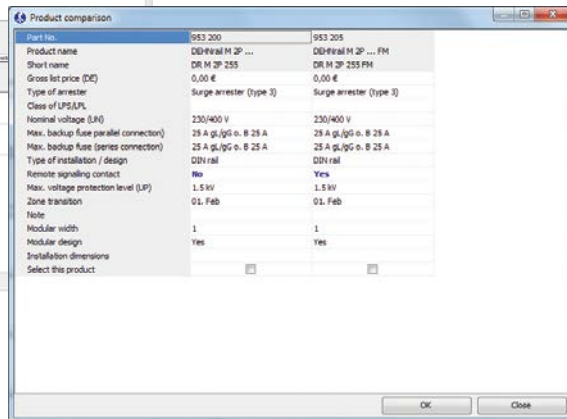 Product comparison
Part No. 953 200 953 205
Product name DEHNrail M 2P ... DEHNrail M 2P ... FM
Short name DR M 2P 255 DR M 2P 255 FM
Gross list price (DE) 0,00 € 0,00 €
Type of arrester Surge arrester (type 3) Surge arrester (type 3)
Class of LPS/LPL
Nominal voltage (UN) 230/400 V 230/400 V
Max. backup fuse parallel connection) 25 A gL/gG o. B 25 A 25 A gL/gG o. B 25 A
Max. backup fuse (series connection) 25 A gL/gG o. B 25 A 25 A gL/gG o. B 25 A
Type of installation / design DIN rail DIN rail
Remote signaling contact No Yes
Max. voltage protection level (UP) 1.5 kV 1.5 kV
Zone transition 01. Feb 01. Feb
Note
Modular width 1 1
Modular design Yes Yes
Installation dimensions
Select this product
OK Close